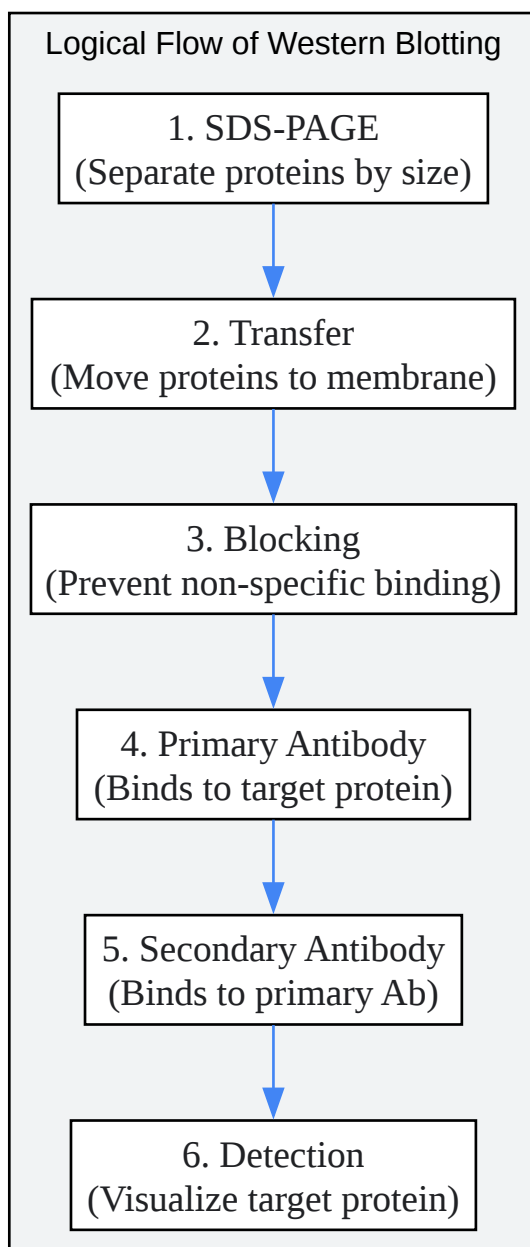 Logical Flow of Western Blotting
1. SDS-PAGE
(Separate proteins by size)
2. Transfer
(Move proteins to membrane)
3. Blocking
(Prevent non-specific binding)
4. Primary Antibody
(Binds to target protein)
5. Secondary Antibody
(Binds to primary Ab)
6. Detection
(Visualize target protein)